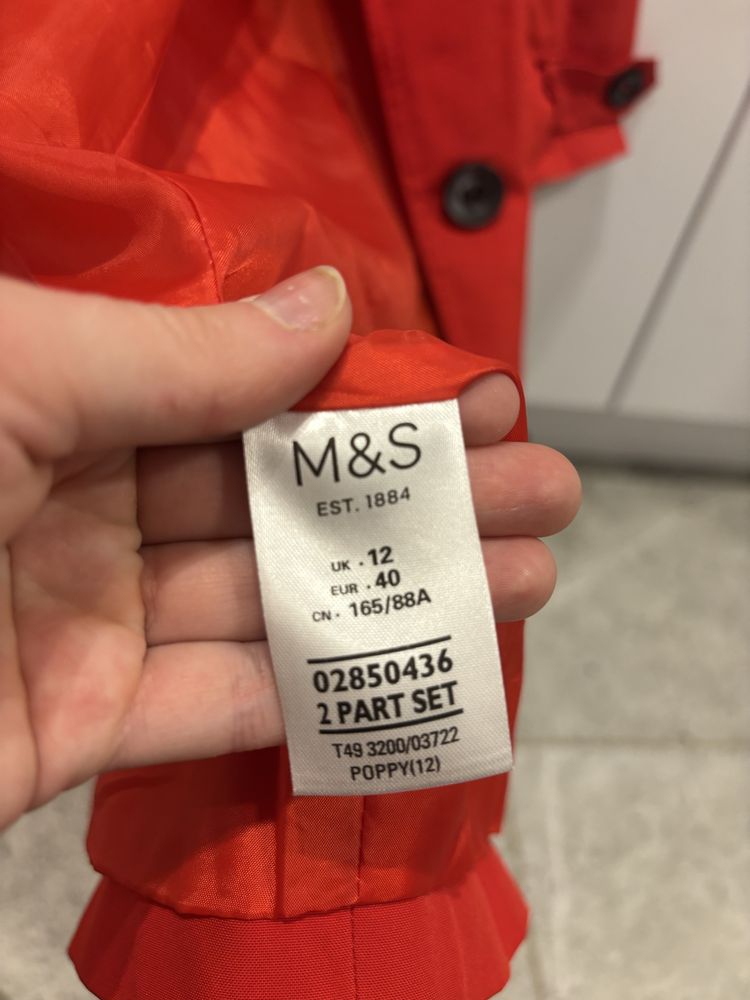 M&S
EST. 1884
UK · 12
EUR · 40
CN · 165/88A
02850436
2 PART SET
T49 3200/03722
POPPY(12)